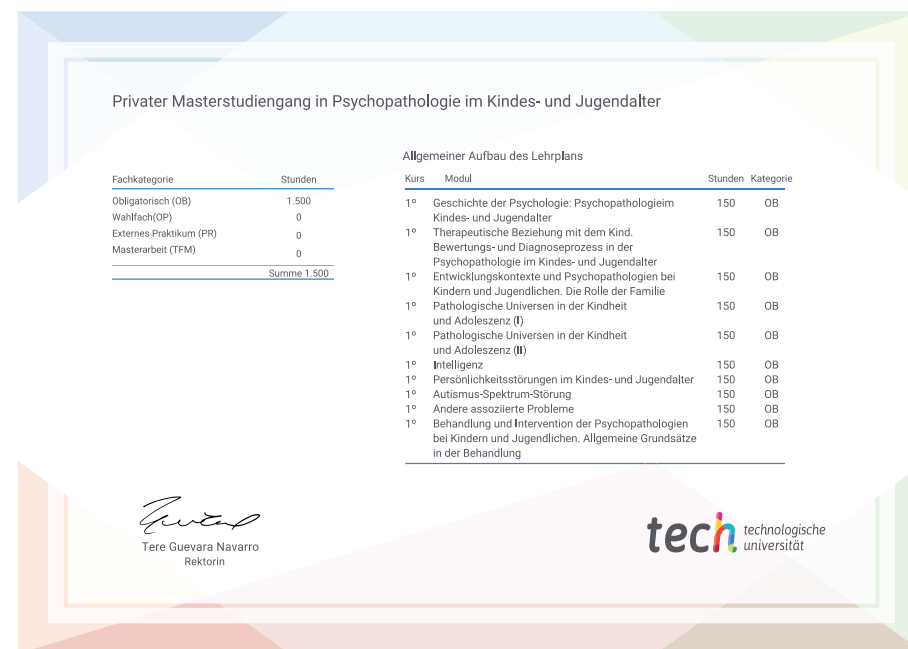 Privater Masterstudiengang in Psychopathologie im Kindes- und Jugendalter
Fachkategorie Stunden
Obligatorisch (OB) 1.500
Wahlfach(OP) 0
Externes Praktikum (PR) 0
Masterarbeit (TFM) 0
Summe 1.500
Allgemeiner Aufbau des Lehrplans
Kurs Modul Stunden Kategorie
1º Geschichte der Psychologie: Psychopathologieim 150 OB
Kindes- und Jugendalter
1º Therapeutische Beziehung mit dem Kind. 150 OB
Bewertungs- und Diagnoseprozess in der
Psychopathologie im Kindes- und Jugendalter
1º Entwicklungskontexte und Psychopathologien bei 150 OB
Kindern und Jugendlichen. Die Rolle der Familie
1º Pathologische Universen in der Kindheit 150 OB
und Adoleszenz (I)
1º Pathologische Universen in der Kindheit 150 OB
und Adoleszenz (II)
1º Intelligenz 150 OB
1º Persönlichkeitsstörungen im Kindes- und Jugendalter 150 OB
1º Autismus-Spektrum-Störung 150 OB
1º Andere assoziierte Probleme 150 OB
1º Behandlung und Intervention der Psychopathologien 150 OB
bei Kindern und Jugendlichen. Allgemeine Grundsätze
in der Behandlung
Tere Guevara Navarro
Rektorin
tech technologische
universität